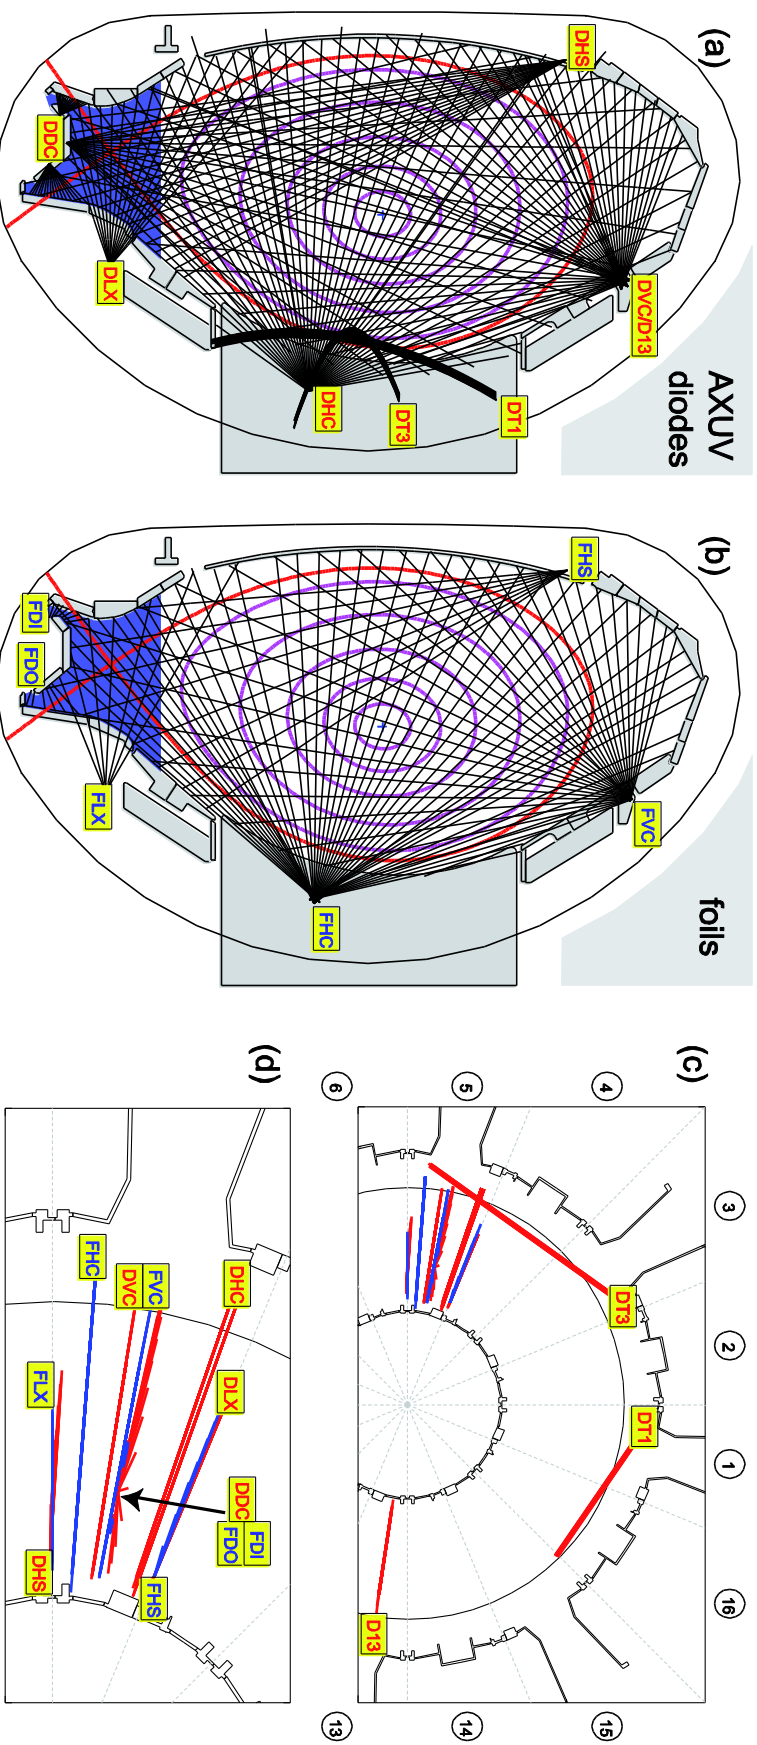 (a)
AXUV
diodes
DHS
DVC/D13
DDC
DLX
DHC
DT3
DT1
(b)
foils
FHS
FVC
FDI
FDO
FLX
FHC
(c)
6
5
4
3
2
1
16
15
14
13
DT3
DT1
D13
(d)
FHC
DVC
FVC
DHC
FLX
DLX
DDC
FDO
FDI
DHS
FHS